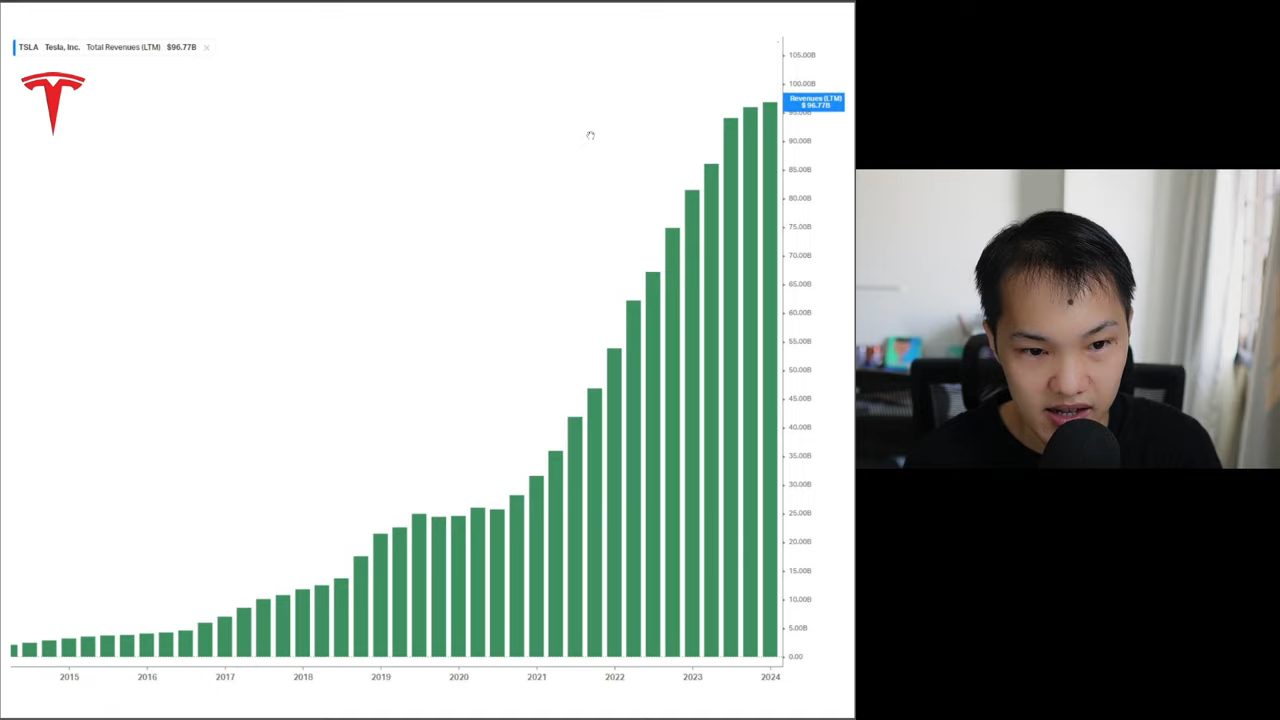 TSLA Tesla, Inc. Total Revenues (LTM) $96.77B ×
105.00B
100.00B
Revenues (LTM)
$96.77B
95.00B
90.00B
85.00B
80.00B
75.00B
70.00B
65.00B
60.00B
55.00B
50.00B
45.00B
40.00B
35.00B
30.00B
25.00B
20.00B
15.00B
10.00B
5.00B
0.00
2015 2016 2017 2018 2019 2020 2021 2022 2023 2024